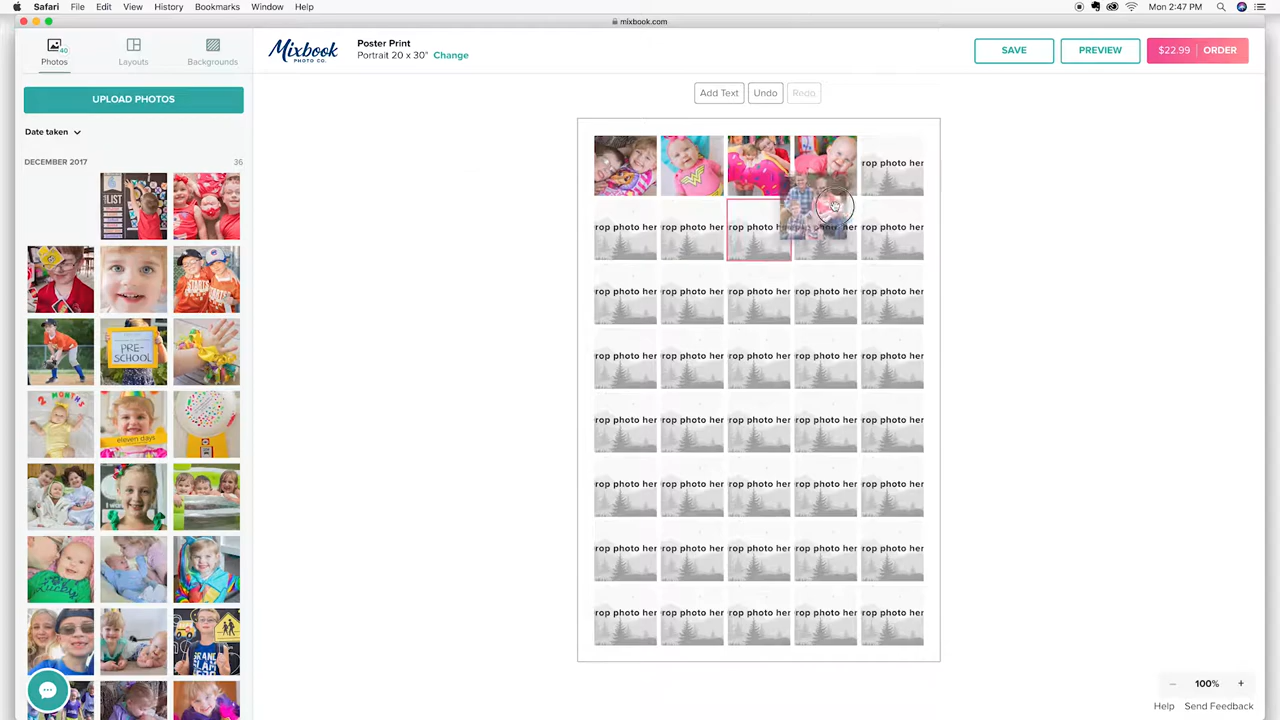 Safari File Edit View History Bookmarks Window Help
Mon 2:47 PM
mixbook.com
40
Photos Layouts Backgrounds
Mixbook
PHOTO CO.
Poster Print
Portrait 20 x 30" Change
SAVE PREVIEW $22.99 ORDER
UPLOAD PHOTOS
Add Text Undo Redo
Date taken
DECEMBER 2017 36
LIST
rop photo her
rop photo her rop photo her rop photo h rop photo her rop photo her
rop photo her rop photo her rop photo her rop photo her rop photo her
PRE-
SCHOOL
rop photo her rop photo her rop photo her rop photo her rop photo her
2 MONTHS
eleven days
rop photo her rop photo her rop photo her rop photo her rop photo her
rop photo her rop photo her rop photo her rop photo her rop photo her
rop photo her rop photo her rop photo her rop photo her rop photo her
Lucky
rop photo her rop photo her rop photo her rop photo her rop photo her
GRAND
SLAM
100%
Help Send Feedback